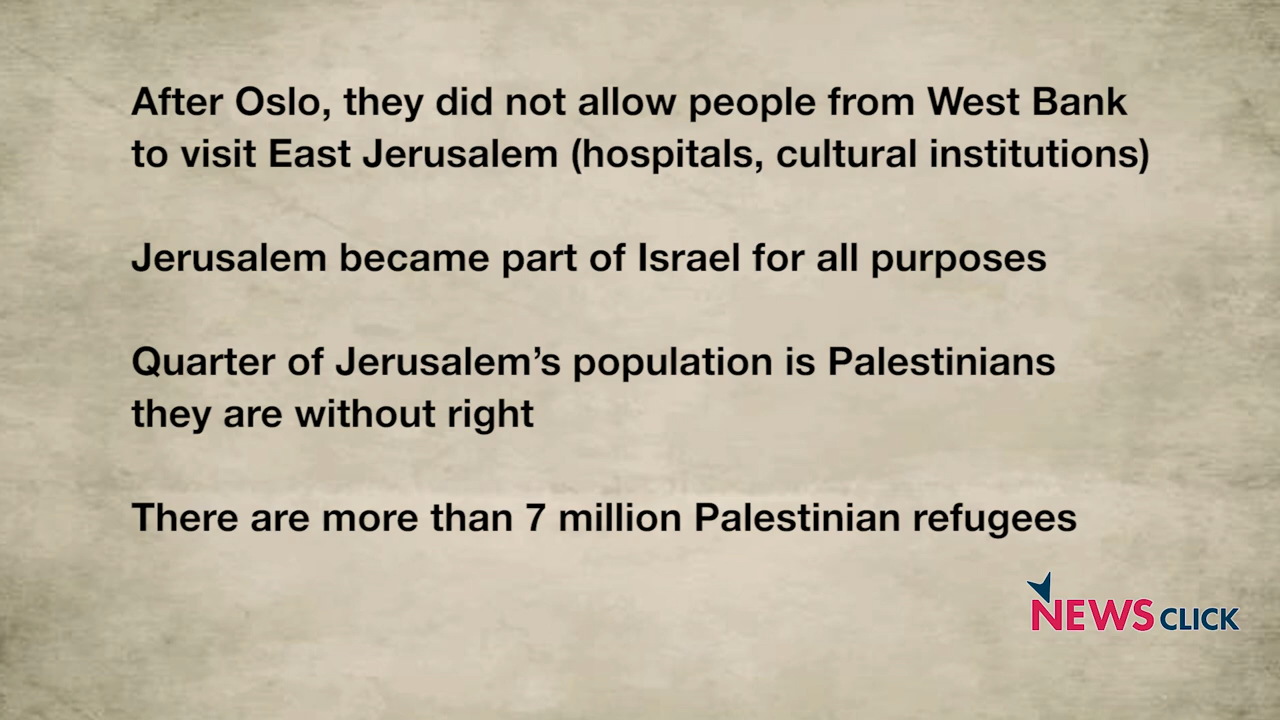 After Oslo, they did not allow people from West Bank
to visit East Jerusalem (hospitals, cultural institutions)
Jerusalem became part of Israel for all purposes
Quarter of Jerusalem’s population is Palestinians
they are without right
There are more than 7 million Palestinian refugees
NEWSCLICK